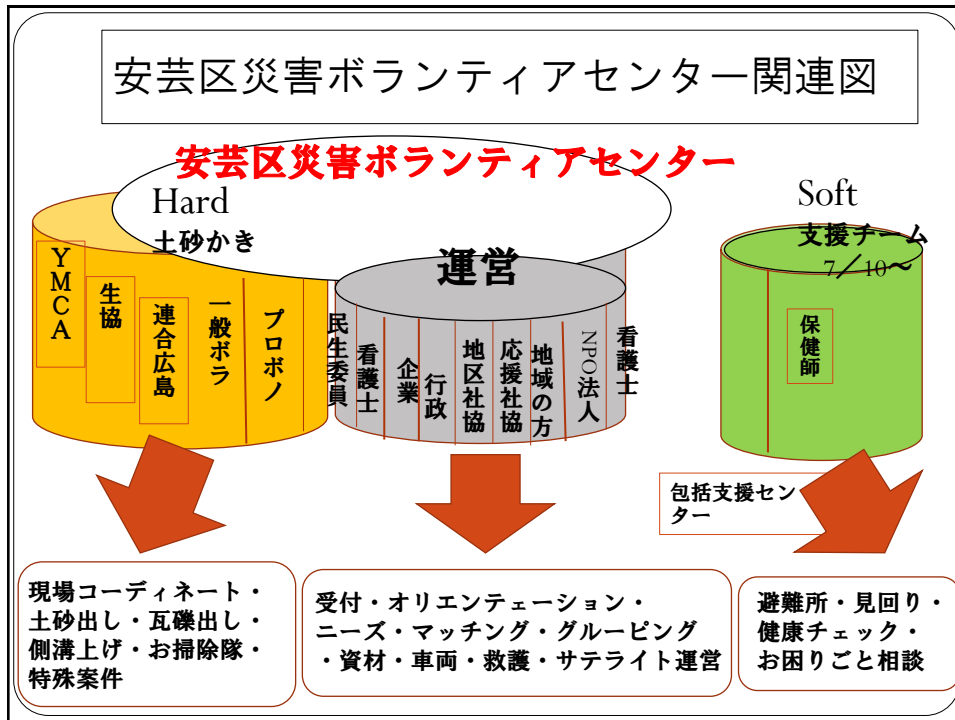 安芸区災害ボランティアセンター関連図
安芸区災害ボランティアセンター
Hard
土砂かき
運営
Soft
支援チーム
7／10～
YMCA
生協
連合広島
一般ボラ
プロボノ
民生委員
看護士
企業
行政
地区社協
応援社協
地域の方
NPO法人
看護士
保健師
包括支援セン
ター
現場コーディネート・
土砂出し・瓦礫出し・
側溝上げ・お掃除隊・
特殊案件
受付・オリエンテェーション・
ニーズ・マッチング・グルーピング
・資材・車両・救護・サテライト運営
避難所・見回り・
健康チェック・
お困りごと相談